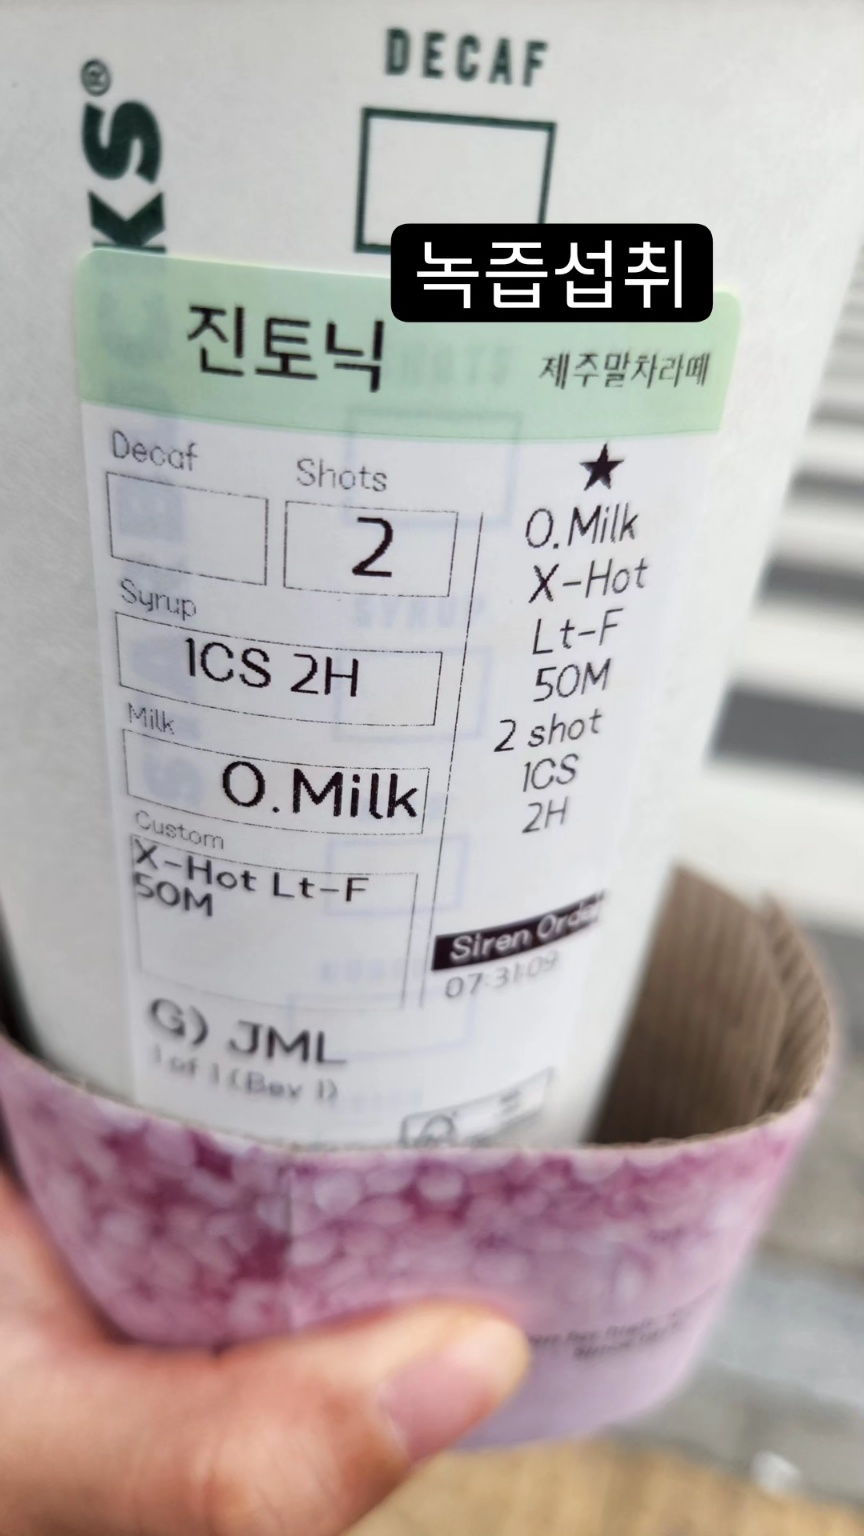 DECAF
KS®
녹즙섭취
진토닉
제주말차라떼
Decaf
Shots
2
Syrup
1CS 2H
Milk
O.Milk
Custom
X-Hot Lt-F
50M
★
O.Milk
X-Hot
Lt-F
50M
2 shot
1CS
2H
Siren Order
07:31:09
G) JML
1 of 1 (Bev 1)